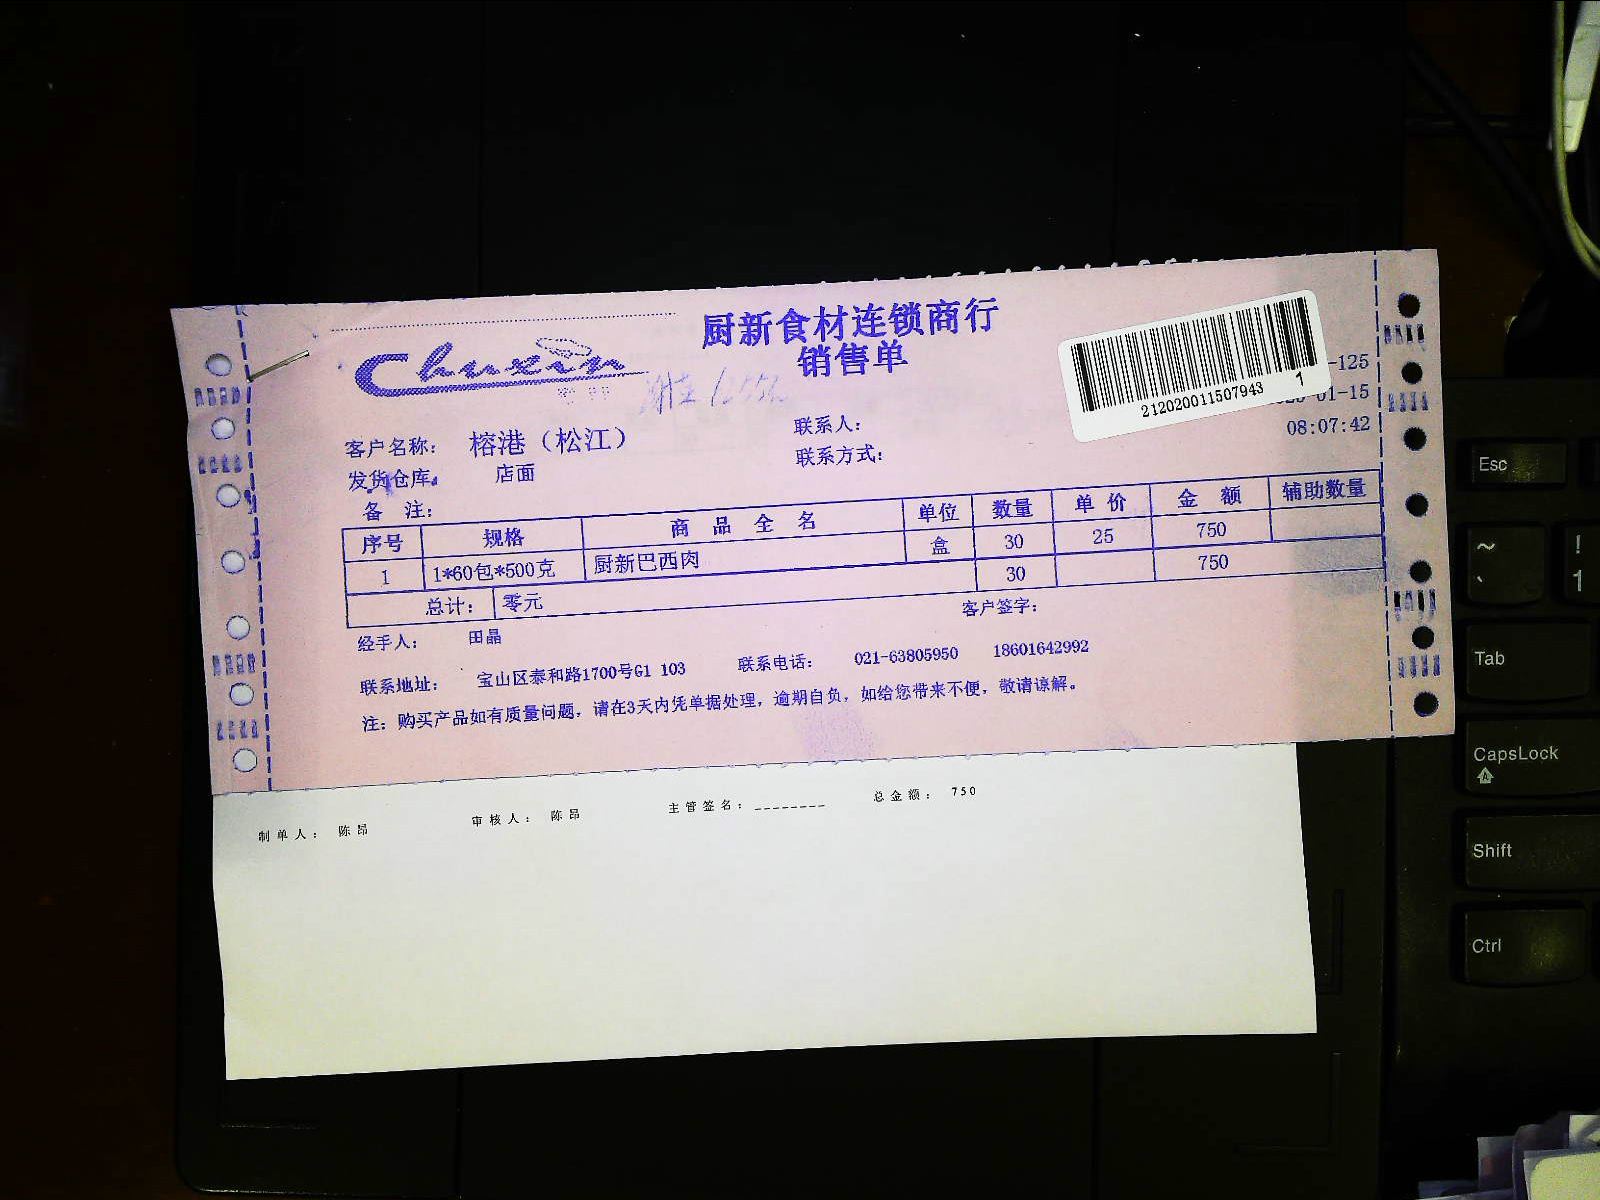 厨新食材连锁商行
销售单
Chuxin
212020011507943 1
-125
-01-15
08:07:42
客户名称： 榕港（松江） 联系人：
发货仓库： 店面 联系方式：
备 注：
序号 规格 商 品 全 名 单位 数量 单 价 金 额 辅助数量
1 1*60包*500克 厨新巴西肉 盒 30 25 750
总计： 零元 30 750
经手人： 田晶 客户签字：
联系地址： 宝山区泰和路1700号G1 103 联系电话： 021-63805950 18601642992
注：购买产品如有质量问题，请在3天内凭单据处理，逾期自负，如给您带来不便，敬请谅解。
制单人： 陈昂 审核人： 陈昂 主管签名：________ 总金额： 750
Esc
~ !
` 1
Tab
CapsLock
Shift
Ctrl